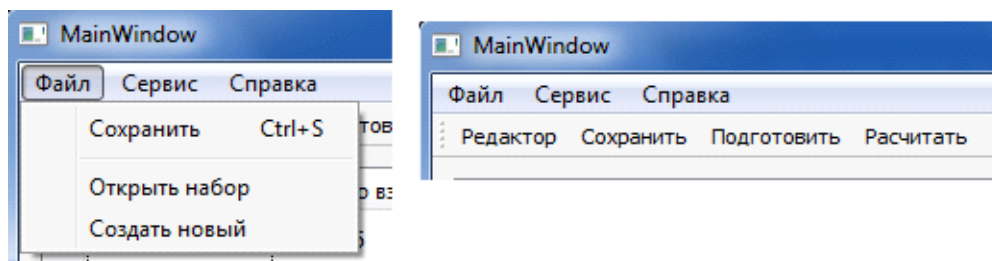 MainWindow
Файл Сервис Справка
Сохранить Ctrl+S
Открыть набор
Создать новый
MainWindow
Файл Сервис Справка
Редактор Сохранить Подготовить Расчитать